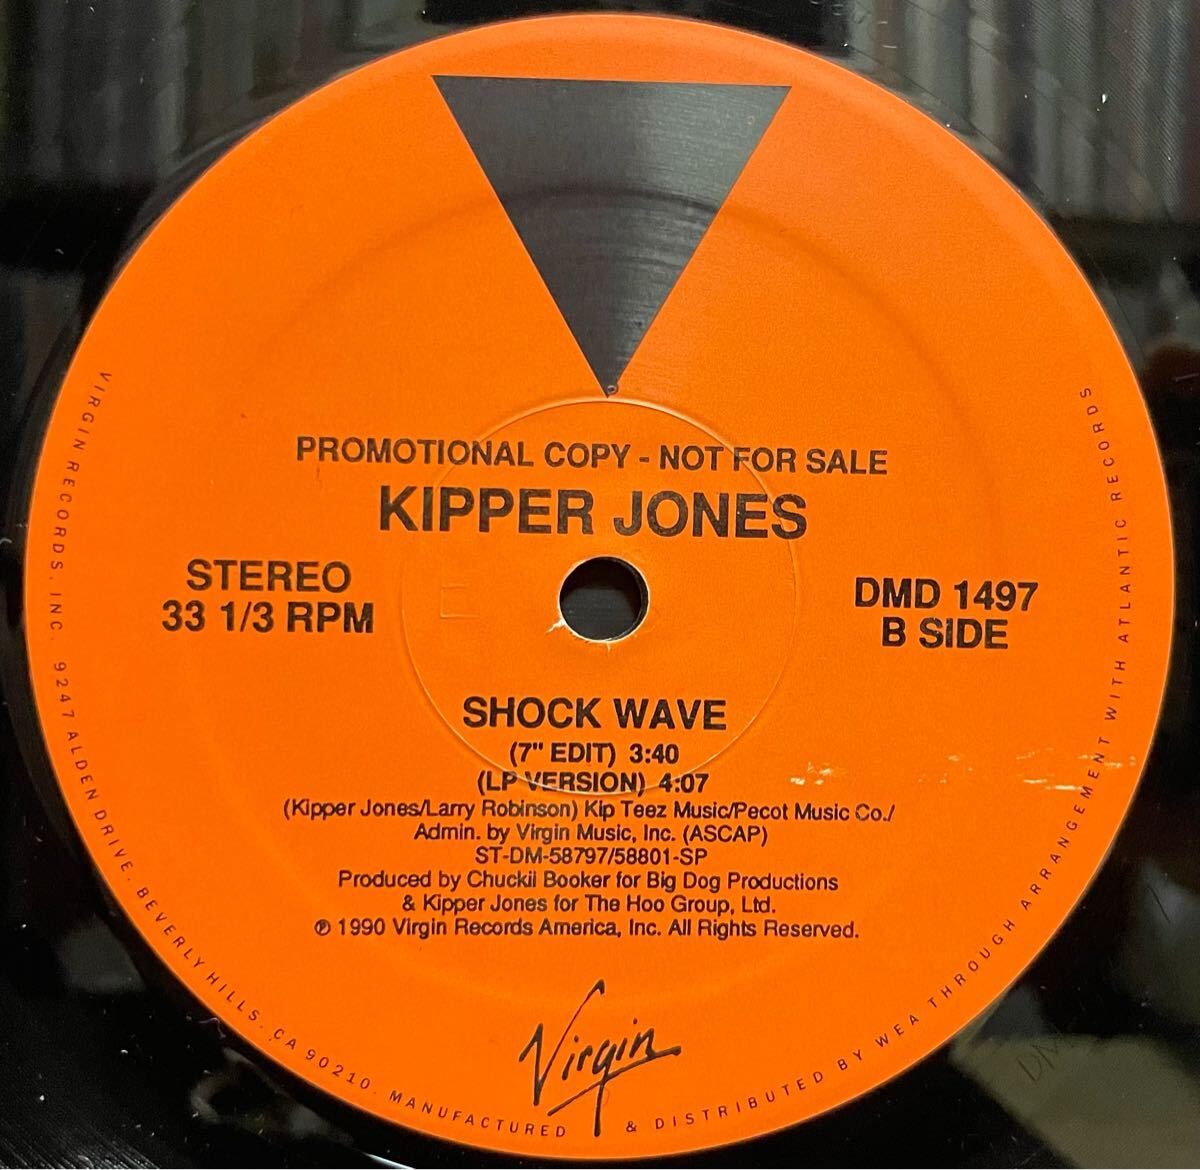 PROMOTIONAL COPY - NOT FOR SALE
KIPPER JONES
STEREO
33 1/3 RPM
DMD 1497
B SIDE
SHOCK WAVE
(7" EDIT) 3:40
(LP VERSION) 4:07
(Kipper Jones/Larry Robinson) Kip Teez Music/Pecot Music Co./
Admin. by Virgin Music, Inc. (ASCAP)
ST-DM-58797/58801-SP
Produced by Chuckii Booker for Big Dog Productions
& Kipper Jones for The Hoo Group, Ltd.
℗ 1990 Virgin Records America, Inc. All Rights Reserved.
Virgin
VIRGIN RECORDS, INC. 9247 ALDEN DRIVE, BEVERLY HILLS, CA 90210. MANUFACTURED & DISTRIBUTED BY WEA THROUGH ARRANGEMENT WITH ATLANTIC RECORDS